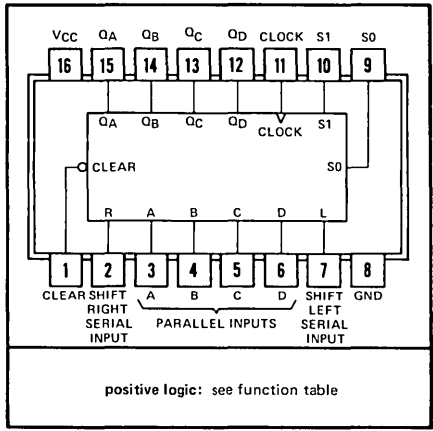 VCC QA QB QC QD CLOCK S1 S0
16 15 14 13 12 11 10 9
QA QB QC QD CLOCK S1
CLEAR S0
R A B C D L
1 2 3 4 5 6 7 8
CLEAR SHIFT RIGHT SERIAL INPUT A B C D SHIFT LEFT SERIAL INPUT GND
PARALLEL INPUTS
positive logic: see function table